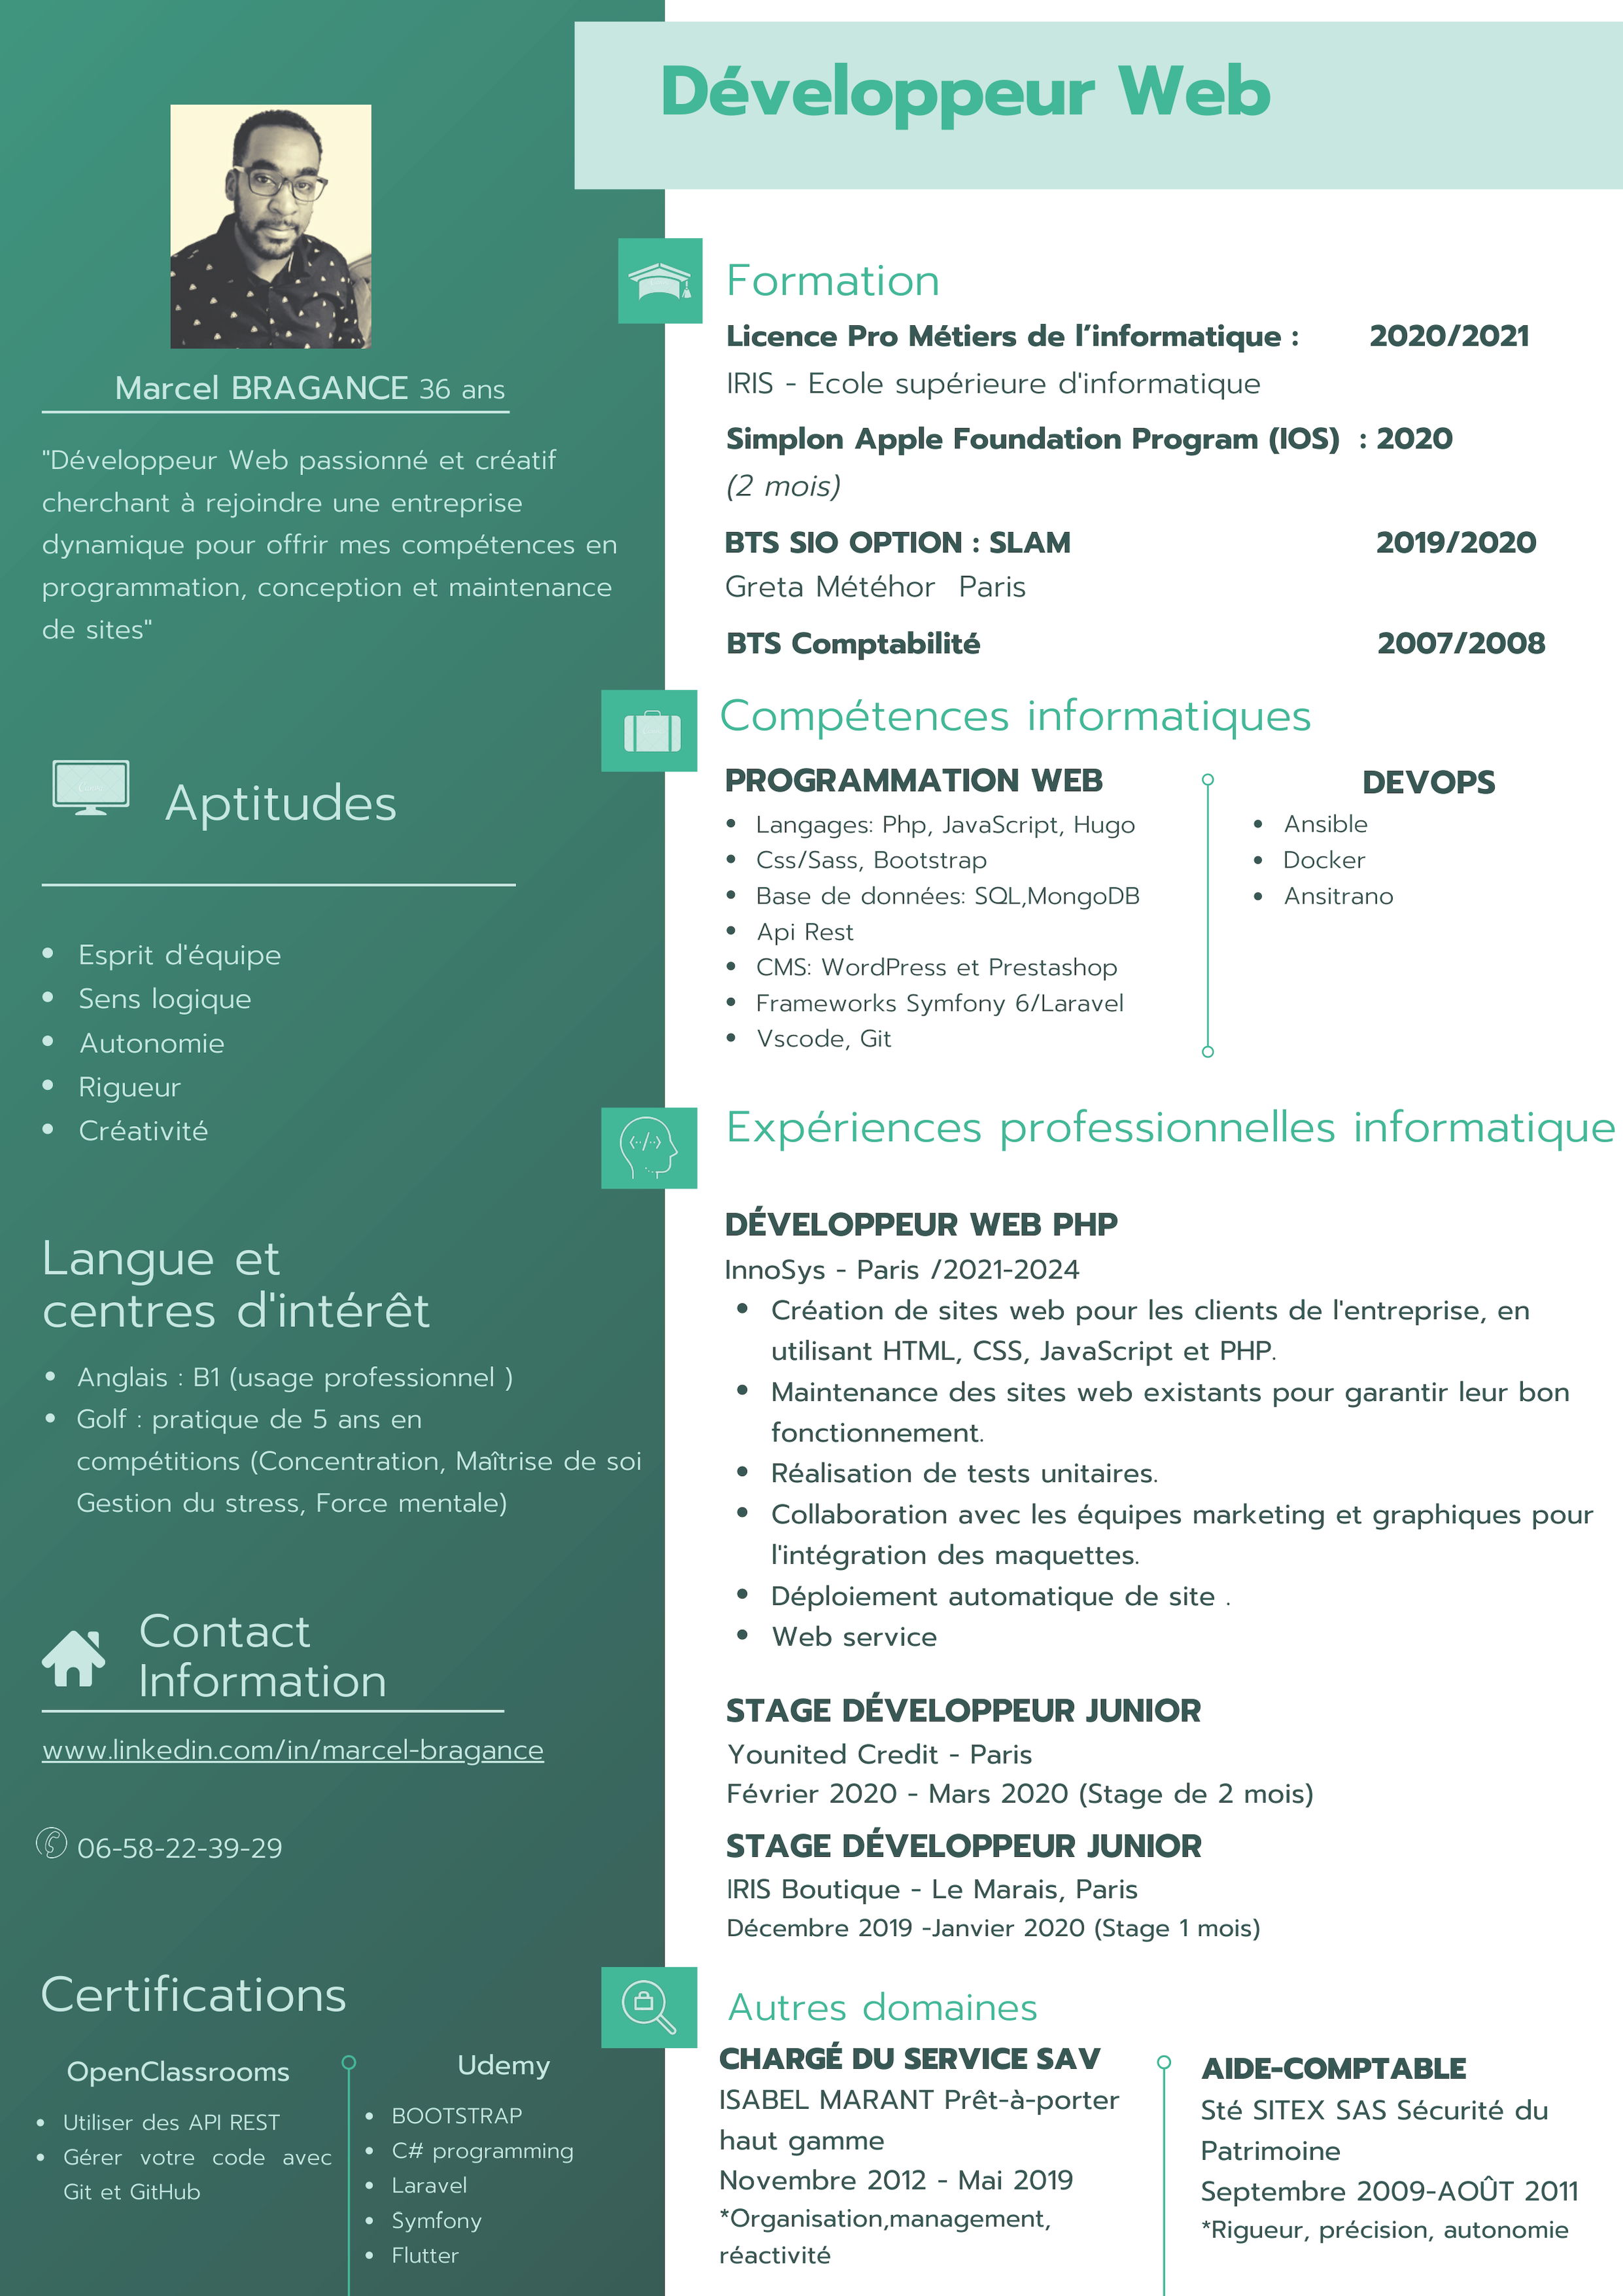 Développeur Web
Marcel BRAGANCE 36 ans
"Développeur Web passionné et créatif
cherchant à rejoindre une entreprise
dynamique pour offrir mes compétences en
programmation, conception et maintenance
de sites"
Aptitudes
• Esprit d'équipe
• Sens logique
• Autonomie
• Rigueur
• Créativité
Langue et
centres d'intérêt
• Anglais : B1 (usage professionnel )
• Golf : pratique de 5 ans en
compétitions (Concentration, Maîtrise de soi
Gestion du stress, Force mentale)
Contact
Information
www.linkedin.com/in/marcel-bragance
06-58-22-39-29
Certifications
OpenClassrooms
• Utiliser des API REST
• Gérer votre code avec
Git et GitHub
Udemy
• BOOTSTRAP
• C# programming
• Laravel
• Symfony
• Flutter
Formation
Licence Pro Métiers de l’informatique : 2020/2021
IRIS - Ecole supérieure d'informatique
Simplon Apple Foundation Program (IOS) : 2020
(2 mois)
BTS SIO OPTION : SLAM 2019/2020
Greta Météhor Paris
BTS Comptabilité 2007/2008
Compétences informatiques
PROGRAMMATION WEB
• Langages: Php, JavaScript, Hugo
• Css/Sass, Bootstrap
• Base de données: SQL,MongoDB
• Api Rest
• CMS: WordPress et Prestashop
• Frameworks Symfony 6/Laravel
• Vscode, Git
DEVOPS
• Ansible
• Docker
• Ansitrano
Expériences professionnelles informatique
DÉVELOPPEUR WEB PHP
InnoSys - Paris /2021-2024
• Création de sites web pour les clients de l'entreprise, en
utilisant HTML, CSS, JavaScript et PHP.
• Maintenance des sites web existants pour garantir leur bon
fonctionnement.
• Réalisation de tests unitaires.
• Collaboration avec les équipes marketing et graphiques pour
l'intégration des maquettes.
• Déploiement automatique de site .
• Web service
STAGE DÉVELOPPEUR JUNIOR
Younited Credit - Paris
Février 2020 - Mars 2020 (Stage de 2 mois)
STAGE DÉVELOPPEUR JUNIOR
IRIS Boutique - Le Marais, Paris
Décembre 2019 -Janvier 2020 (Stage 1 mois)
Autres domaines
CHARGÉ DU SERVICE SAV
ISABEL MARANT Prêt-à-porter
haut gamme
Novembre 2012 - Mai 2019
*Organisation,management,
réactivité
AIDE-COMPTABLE
Sté SITEX SAS Sécurité du
Patrimoine
Septembre 2009-AOÛT 2011
*Rigueur, précision, autonomie